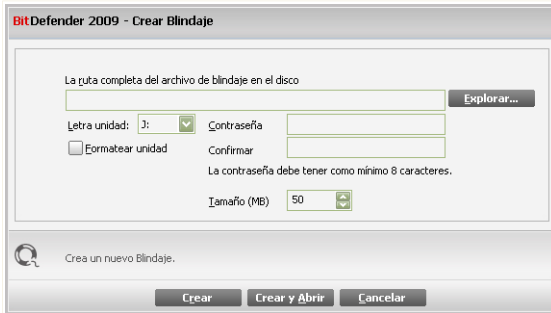 BitDefender 2009 - Crear Blindaje
La ruta completa del archivo de blindaje en el disco
Explorar...
Letra unidad: J: Contraseña
Formatear unidad Confirmar
La contraseña debe tener como mínimo 8 caracteres.
Tamaño (MB) 50
Crea un nuevo Blindaje.
Crear Crear y Abrir Cancelar